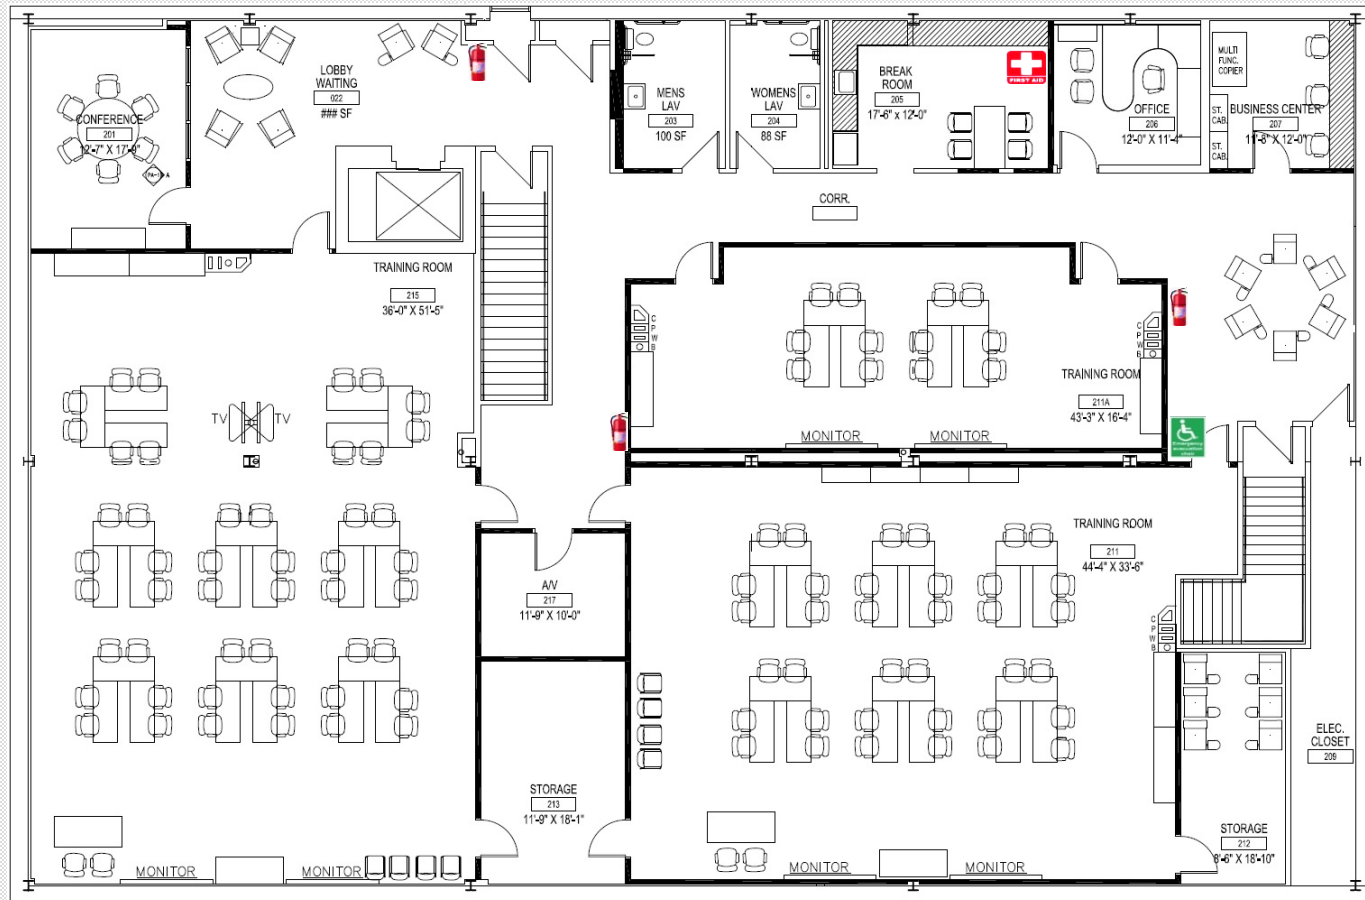 CONFERENCE
201
12'-7" X 17'-9"
PA-1
A
LOBBY
WAITING
022
### SF
MENS
LAV
203
100 SF
WOMENS
LAV
204
88 SF
BREAK
ROOM
205
17'-6" x 12'-0"
FIRST AID
OFFICE
206
12'-0" X 11'-4"
MULTI
FUNC.
COPIER
ST.
CAB.
ST.
CAB.
BUSINESS CENTER
207
11'-8" X 12'-0"
CORR.
TRAINING ROOM
215
36'-0" X 51'-5"
TV
TV
C
P
W
B
C
P
W
B
TRAINING ROOM
211A
43'-3" X 16'-4"
MONITOR
MONITOR
Emergency
evacuation
chair
TRAINING ROOM
211
44'-4" X 33'-6"
A/V
217
11'-9" X 10'-0"
C
P
W
B
STORAGE
213
11'-9" X 18'-1"
ELEC.
CLOSET
209
STORAGE
212
8'-6" X 18'-10"
MONITOR
MONITOR
MONITOR
MONITOR